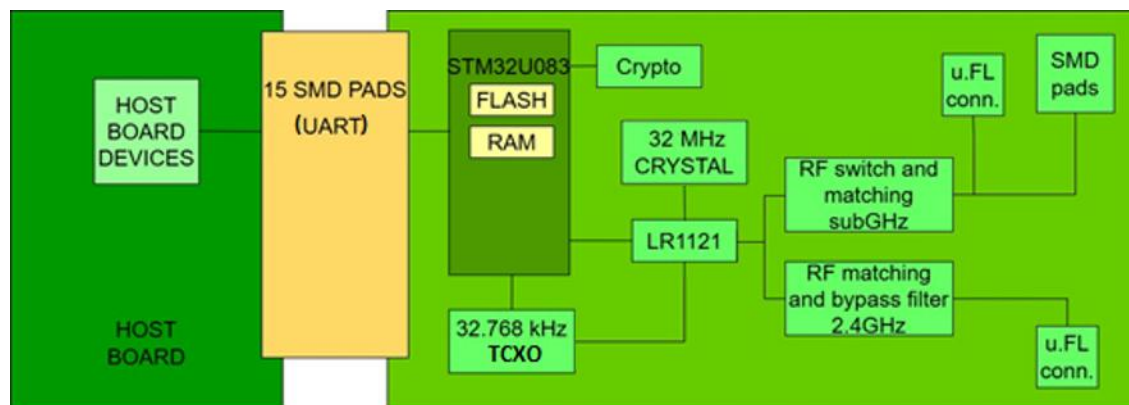 HOST
BOARD
DEVICES
HOST
BOARD
15 SMD PADS
(UART)
STM32U083
FLASH
RAM
Crypto
32 MHz
CRYSTAL
LR1121
32.768 kHz
TCXO
RF switch and
matching
subGHz
RF matching
and bypass filter
2.4GHz
u.FL
conn.
SMD
pads
u.FL
conn.